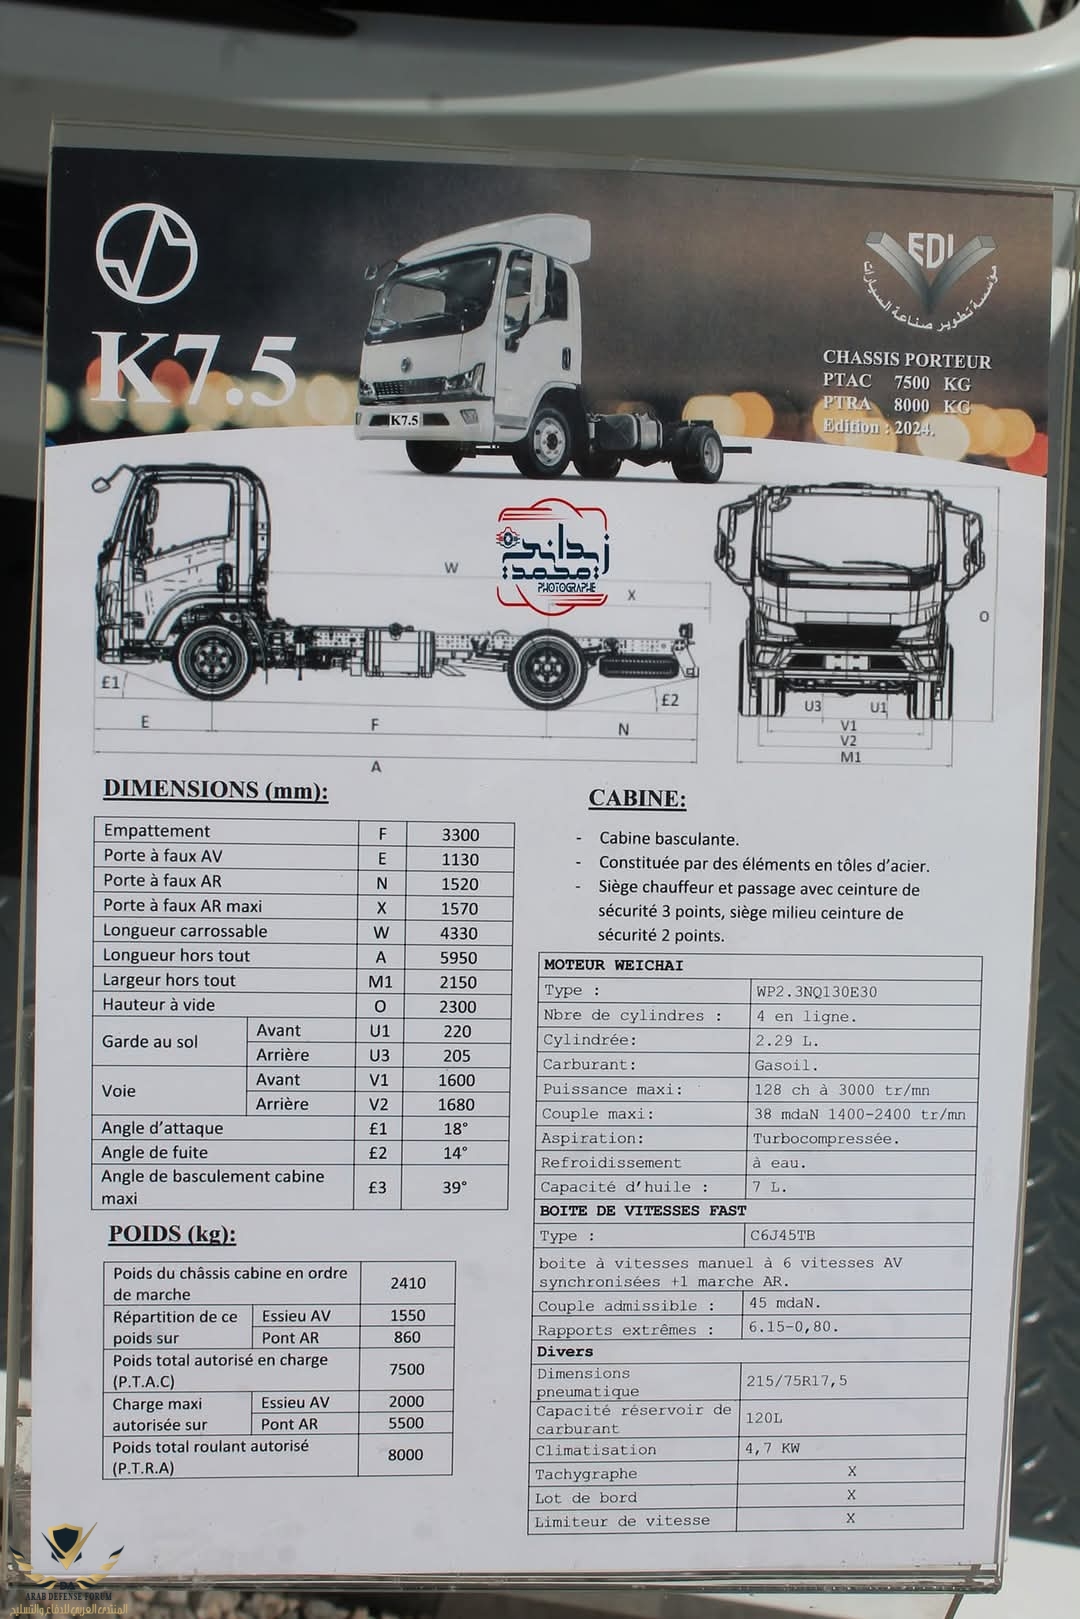 K7.5
EDI
مؤسسة تطوير صناعة السيارات
CHASSIS PORTEUR
PTAC 7500 KG
PTRA 8000 KG
Edition : 2024.
K7.5
زيداني
محمد
PHOTOGRAPHE
W
X
£1
£2
E
F
N
A
O
U3 U1
V1
V2
M1
DIMENSIONS (mm):
Empattement F 3300
Porte à faux AV E 1130
Porte à faux AR N 1520
Porte à faux AR maxi X 1570
Longueur carrossable W 4330
Longueur hors tout A 5950
Largeur hors tout M1 2150
Hauteur à vide O 2300
Garde au sol Avant U1 220
Arrière U3 205
Voie Avant V1 1600
Arrière V2 1680
Angle d'attaque £1 18°
Angle de fuite £2 14°
Angle de basculement cabine
maxi £3 39°
POIDS (kg):
Poids du châssis cabine en ordre
de marche 2410
Répartition de ce
poids sur Essieu AV 1550
Pont AR 860
Poids total autorisé en charge
(P.T.A.C) 7500
Charge maxi
autorisée sur Essieu AV 2000
Pont AR 5500
Poids total roulant autorisé
(P.T.R.A) 8000
CABINE:
- Cabine basculante.
- Constituée par des éléments en tôles d'acier.
- Siège chauffeur et passage avec ceinture de
sécurité 3 points, siège milieu ceinture de
sécurité 2 points.
MOTEUR WEICHAI
Type : WP2.3NQ130E30
Nbre de cylindres : 4 en ligne.
Cylindrée: 2.29 L.
Carburant: Gasoil.
Puissance maxi: 128 ch à 3000 tr/mn
Couple maxi: 38 mdaN 1400-2400 tr/mn
Aspiration: Turbocompressée.
Refroidissement à eau.
Capacité d'huile : 7 L.
BOITE DE VITESSES FAST
Type : C6J45TB
boite à vitesses manuel à 6 vitesses AV
synchronisées +1 marche AR.
Couple admissible : 45 mdaN.
Rapports extrêmes : 6.15-0,80.
Divers
Dimensions
pneumatique 215/75R17,5
Capacité réservoir de
carburant 120L
Climatisation 4,7 KW
Tachygraphe X
Lot de bord X
Limiteur de vitesse X
DA
ARAB DEFENSE FORUM
المنتدى العربي للدفاع والتسليح